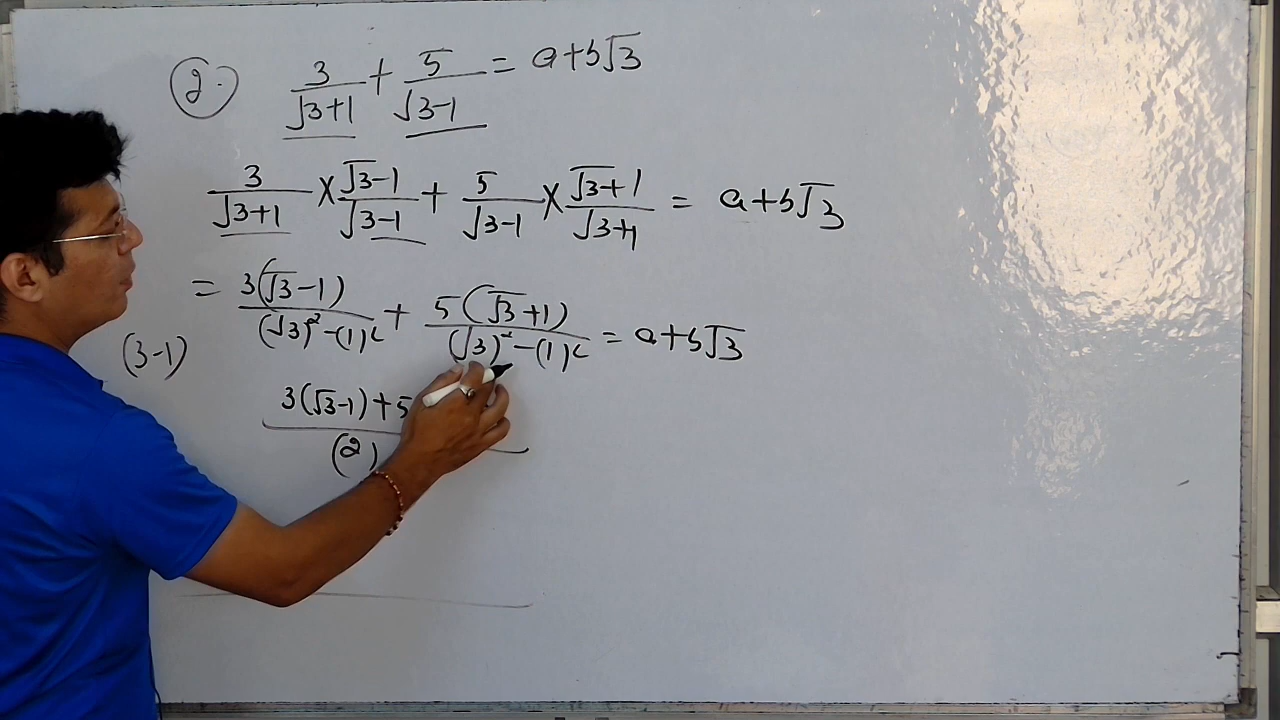 2. 3/(√3+1) + 5/(√3-1) = a+b√3
3/(√3+1) × (√3-1)/(√3-1) + 5/(√3-1) × (√3+1)/(√3+1) = a+b√3
= 3(√3-1)/((√3)²-(1)²) + 5(√3+1)/((√3)²-(1)²) = a+b√3
(3-1)
3(√3-1)+5
(2)